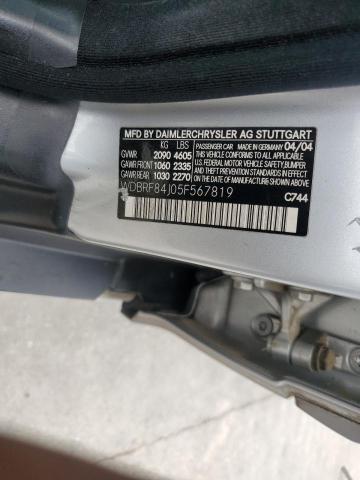 MFD BY DAIMLERCHRYSLER AG STUTTGART
KG LBS
GVWR 2090 4605
GAWR FRONT 1060 2335
GAWR REAR 1030 2270
PASSENGER CAR MADE IN GERMANY 04/04
THIS VEHICLE CONFORMS TO ALL APPLICABLE
U.S. FEDERAL MOTOR VEHICLE SAFETY, BUMPER
AND THEFT PREVENTION STANDARDS IN EFFECT
ON THE DATE OF MANUFACTURE SHOWN ABOVE.
WDBRF84J05F567819
C744